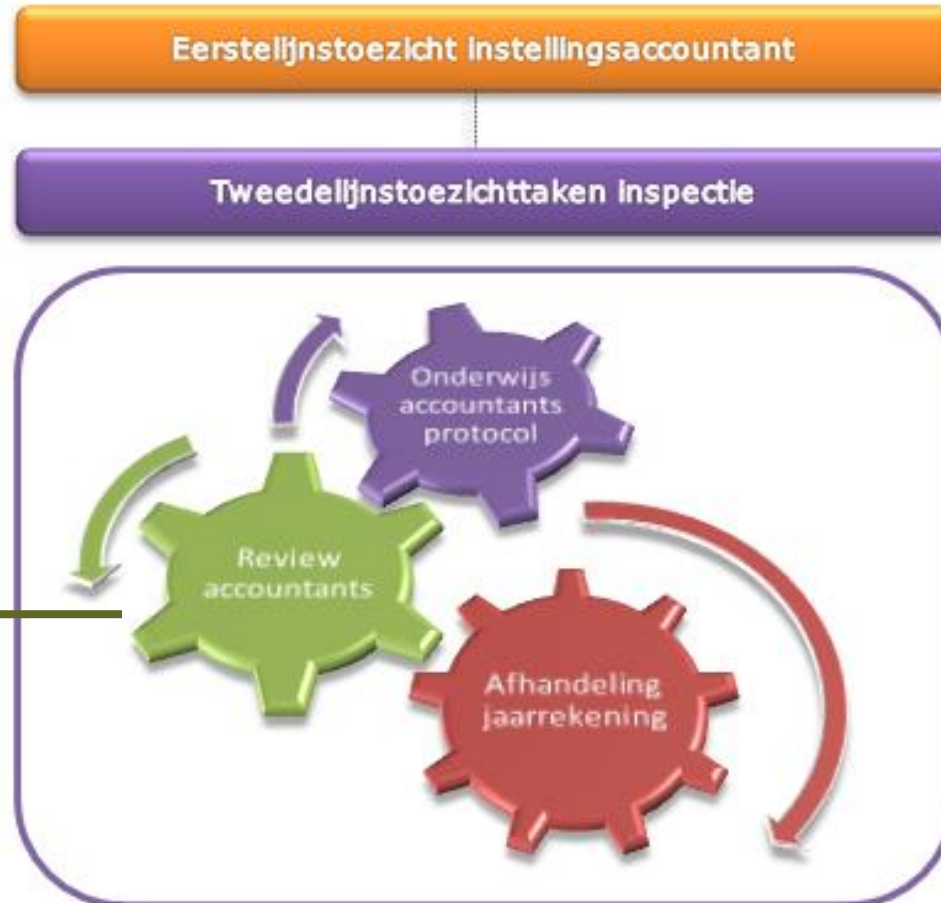 Eerstelijnstoezicht instellingsaccountant
Tweedelijnstoezichttaken inspectie
Onderwijs
accountants
protocol
Review
accountants
Afhandeling
jaarrekening